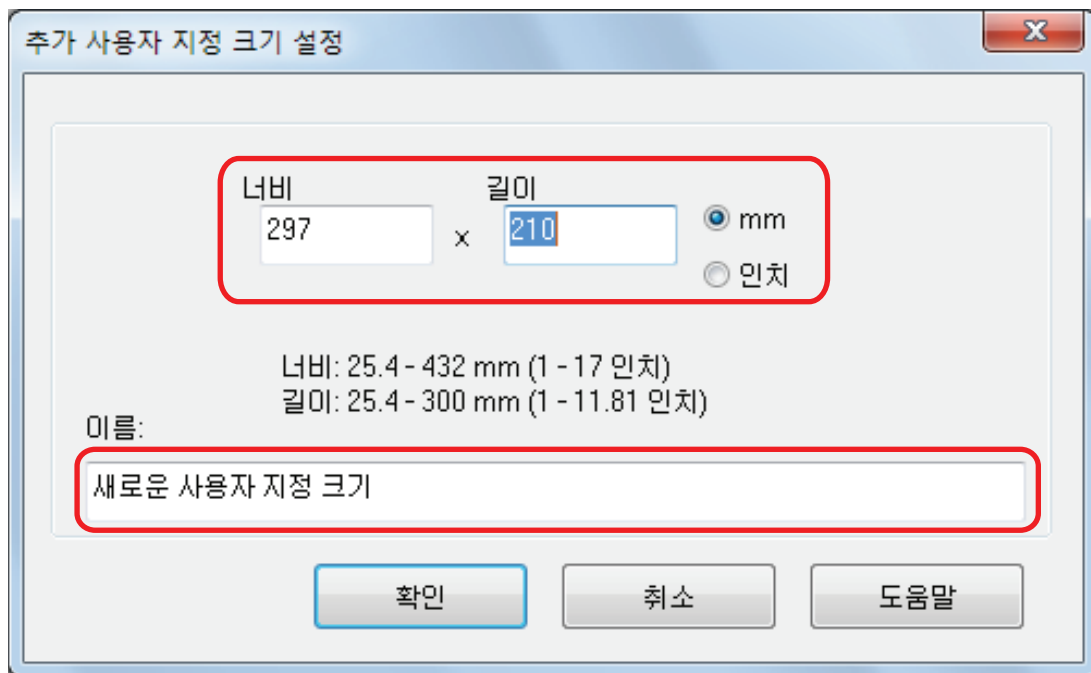 추가 사용자 지정 크기 설정
너비 길이
297 x 210 mm
인치
너비: 25.4 - 432 mm (1 - 17 인치)
길이: 25.4 - 300 mm (1 - 11.81 인치)
이름:
새로운 사용자 지정 크기
확인 취소 도움말